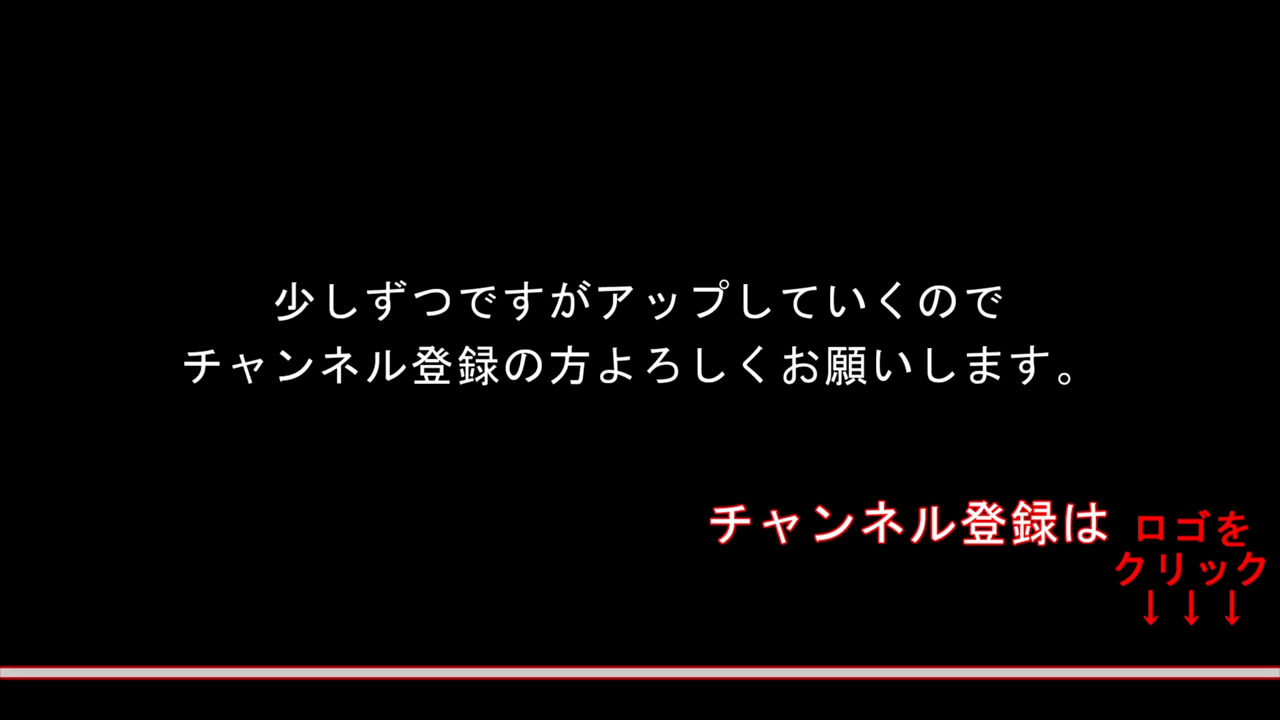 少しずつですがアップしていくので
チャンネル登録の方よろしくお願いします。
チャンネル登録は
ロゴを
クリック
↓↓↓